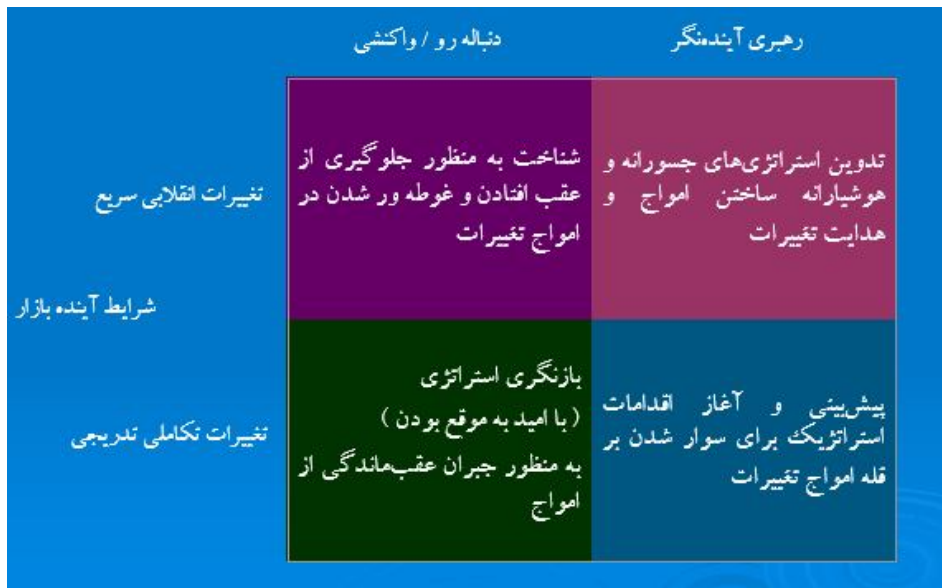 رهبری آینده‌نگر
دنباله رو / واکنشی
تدوین استراتژی‌های جسورانه و
هوشیارانه ساختن امواج و
هدایت تغییرات
شناخت به منظور جلوگیری از
عقب افتادن و غوطه ور شدن در
امواج تغییرات
تغییرات انقلابی سریع
شرایط آینده بازار
پیش‌بینی و آغاز اقدامات
استراتژیک برای سوار شدن بر
قله امواج تغییرات
بازنگری استراتژی
( با امید به موقع بودن )
به منظور جبران عقب‌ماندگی از
امواج
تغییرات تکاملی تدریجی